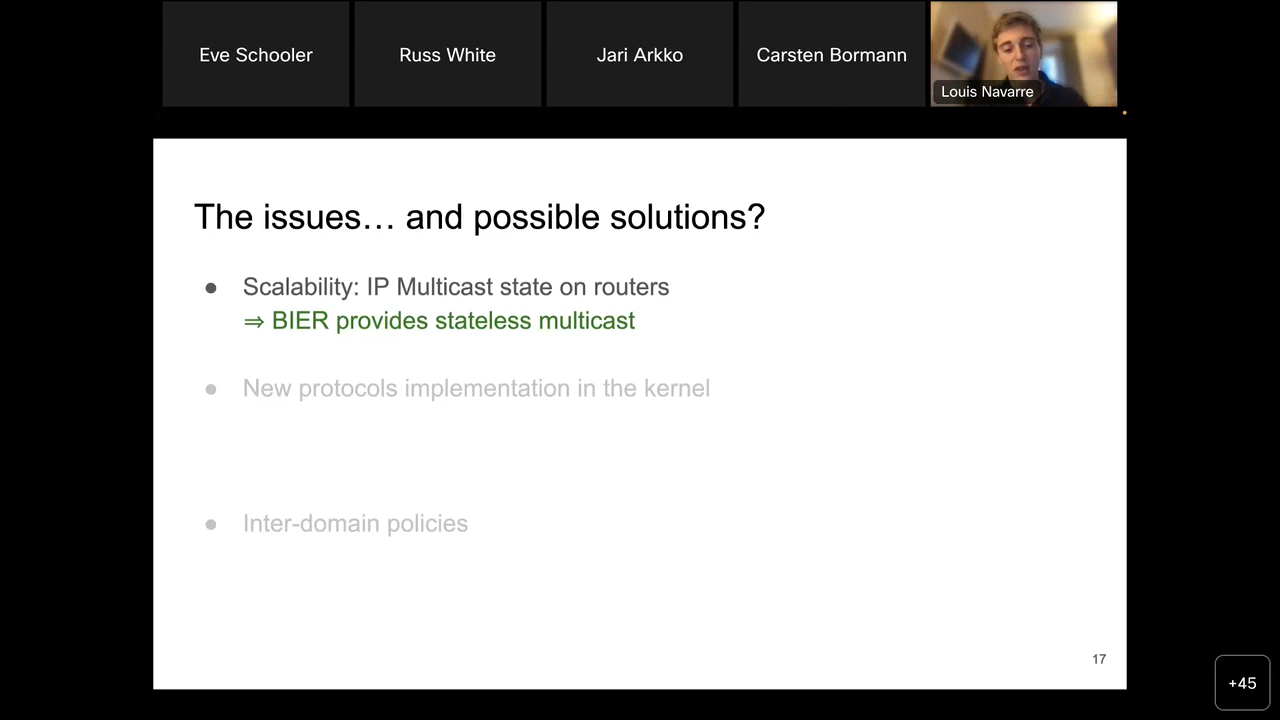 Eve Schooler
Russ White
Jari Arkko
Carsten Bormann
Louis Navarre
The issues… and possible solutions?
● Scalability: IP Multicast state on routers
⇒ BIER provides stateless multicast
● New protocols implementation in the kernel
● Inter-domain policies
17
+45